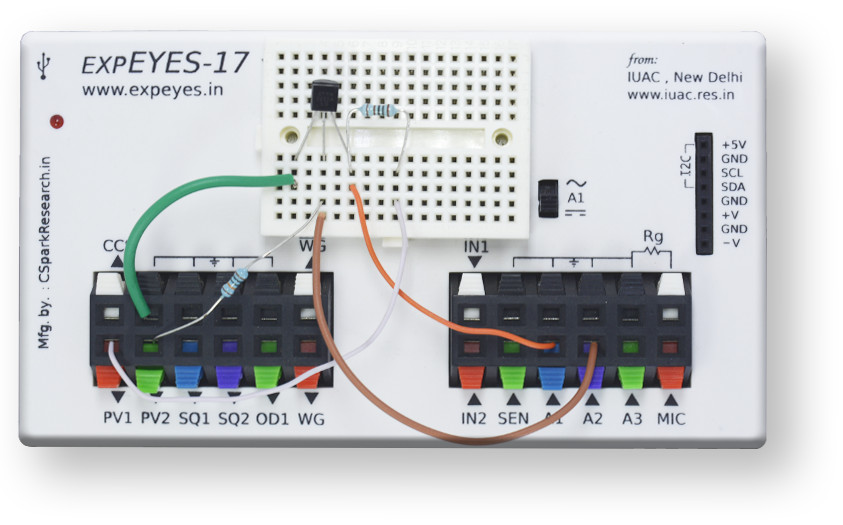 EXPEYES-17
www.expeyes.in
from:
IUAC , New Delhi
www.iuac.res.in
Mfg. by. : CSparkResearch.in
I2C
+5V
GND
SCL
SDA
GND
+V
GND
−V
A1
CC
WG
IN1
Rg
PV1 PV2 SQ1 SQ2 OD1 WG
IN2 SEN A1 A2 A3 MIC